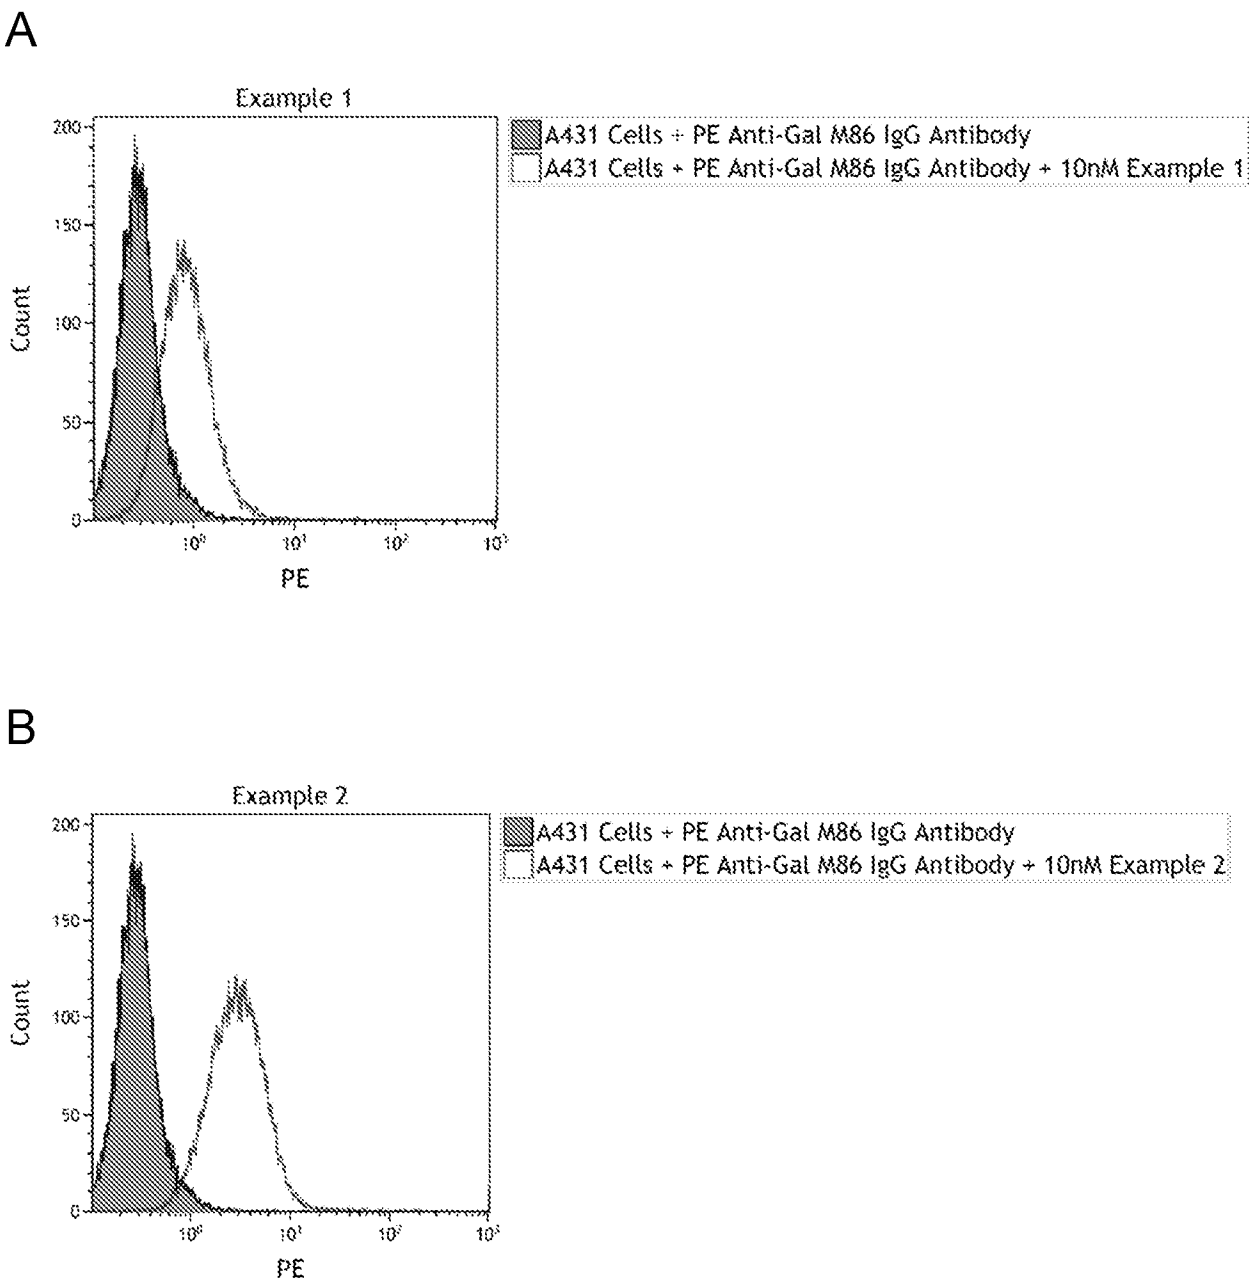 A
Example 1
A431 Cells + PE Anti-Gal M86 IgG Antibody
A431 Cells + PE Anti-Gal M86 IgG Antibody + 10nM Example 1
200
150
100
50
0
Count
10⁰ 10¹ 10² 10³
PE
B
Example 2
A431 Cells + PE Anti-Gal M86 IgG Antibody
A431 Cells + PE Anti-Gal M86 IgG Antibody + 10nM Example 2
200
150
100
50
0
Count
10⁰ 10¹ 10² 10³
PE